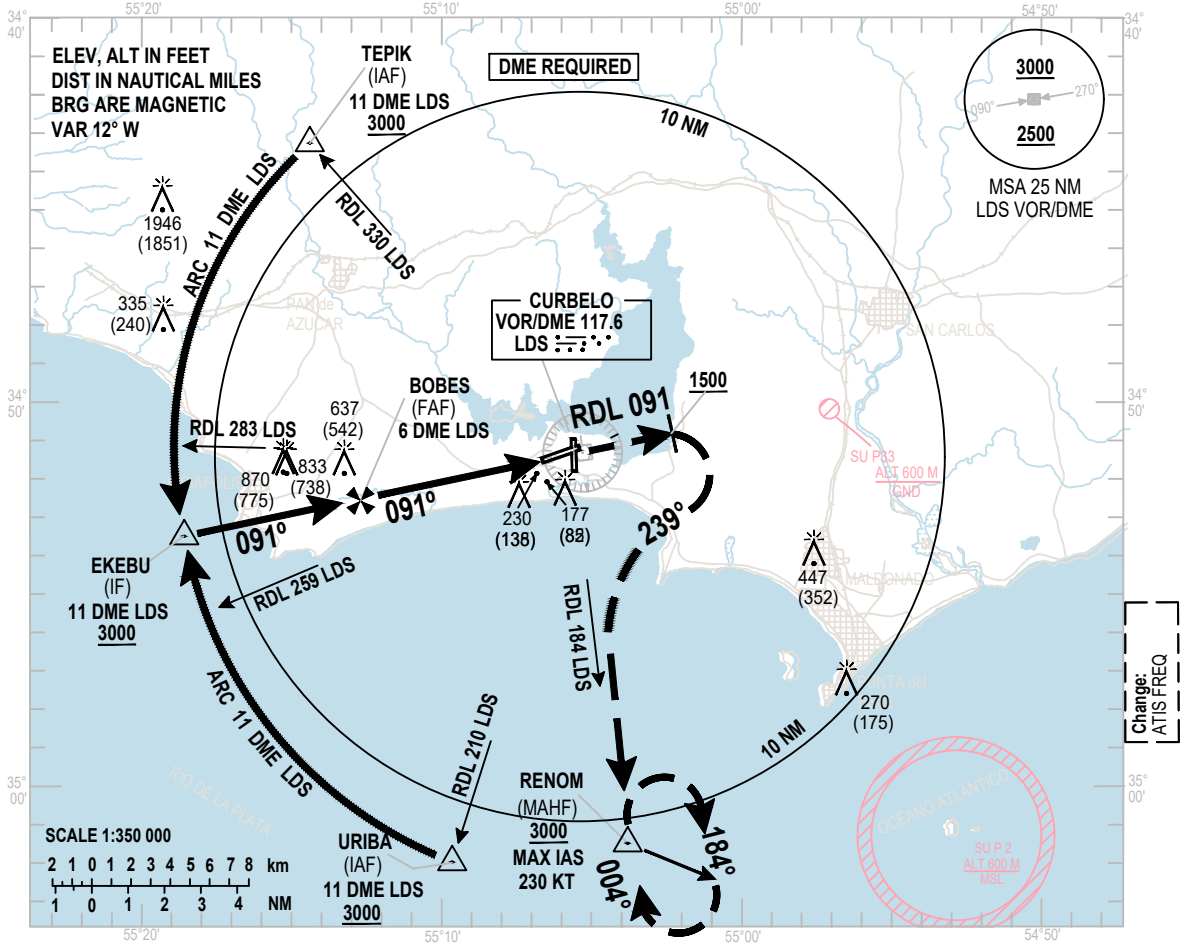 55°20'
55°10'
55°00'
54°50'
34°
40'
34°
40'
ELEV, ALT IN FEET
DIST IN NAUTICAL MILES
BRG ARE MAGNETIC
VAR 12° W
TEPIK
(IAF)
11 DME LDS
3000
DME REQUIRED
10 NM
3000
090°
270°
2500
MSA 25 NM
LDS VOR/DME
1946
(1851)
ARC 11 DME LDS
RDL 330 LDS
335
(240)
PAN de
AZUCAR
CURBELO
VOR/DME 117.6
LDS
SAN CARLOS
34°
50'
34°
50'
BOBES
(FAF)
6 DME LDS
637
(542)
RDL 091
1500
RDL 283 LDS
870
(775)
833
(738)
SU P33
ALT 600 M
GND
091º
091º
230
(138)
177
(82)
239°
EKEBU
(IF)
11 DME LDS
3000
RDL 259 LDS
RDL 184 LDS
447
(352)
MALDONADO
Change:
ATIS FREQ
ARC 11 DME LDS
RDL 210 LDS
PUNTA del
270
(175)
10 NM
RIO DE LA PLATA
RENOM
(MAHF)
3000
MAX IAS
230 KT
184°
004°
OCEANO ATLANTICO
SU P 2
ALT 600 M
MSL
35°
00'
35°
00'
SCALE 1:350 000
2 1 0 1 2 3 4 5 6 7 8 km
1 0 1 2 3 4 NM
URIBA
(IAF)
11 DME LDS
3000
55°20'
55°10'
55°00'
54°50'